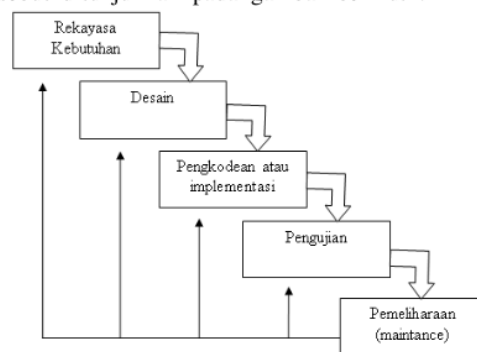 Rekayasa
Kebutuhan
Desain
Pengkodean atau
implementasi
Pengujian
Pemeliharaan
(maintance)